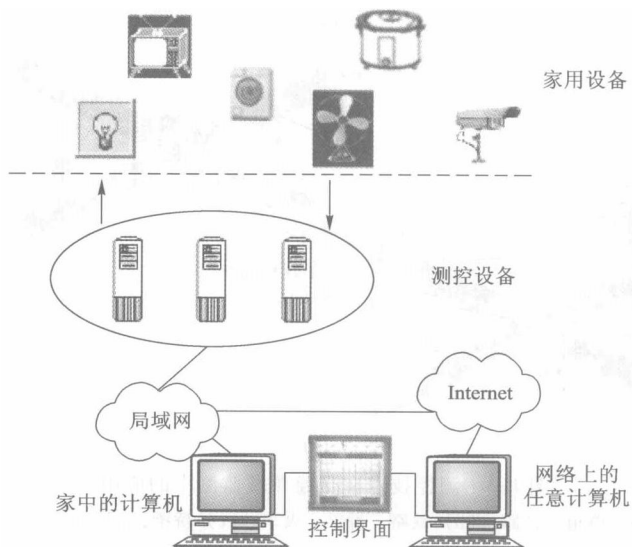 家用设备
测控设备
Internet
局域网
家中的计算机
控制界面
网络上的
任意计算机